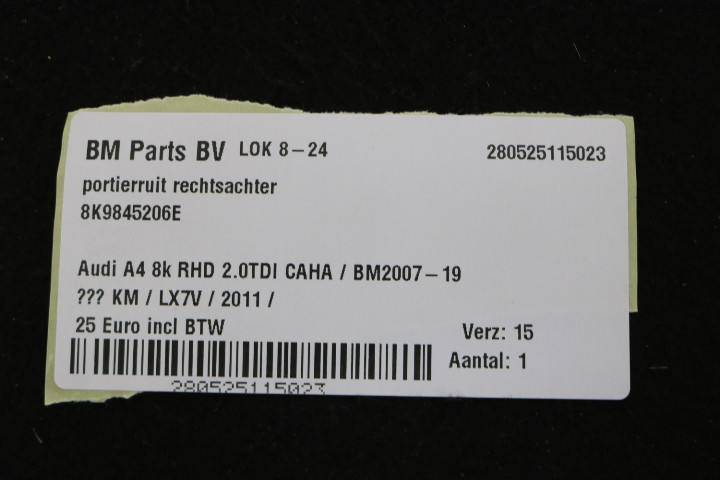 BM Parts BV LOK 8-24 280525115023
portierruit rechtsachter
8K9845206E
Audi A4 8k RHD 2.0TDI CAHA / BM2007-19
??? KM / LX7V / 2011 /
25 Euro incl BTW Verz: 15
Aantal: 1
280525115023